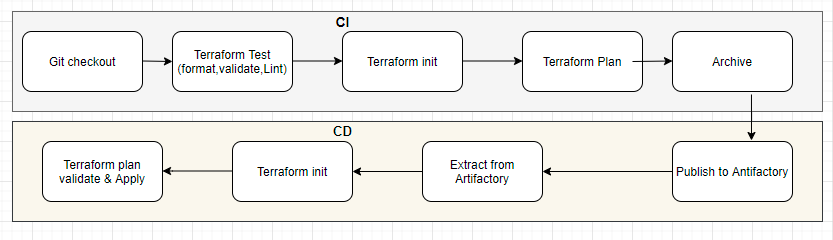 CI
Git checkout
Terraform Test
(format,validate,Lint)
Terraform init
Terraform Plan
Archive
CD
Terraform plan
validate & Apply
Terraform init
Extract from
Artifactory
Publish to Antifactory